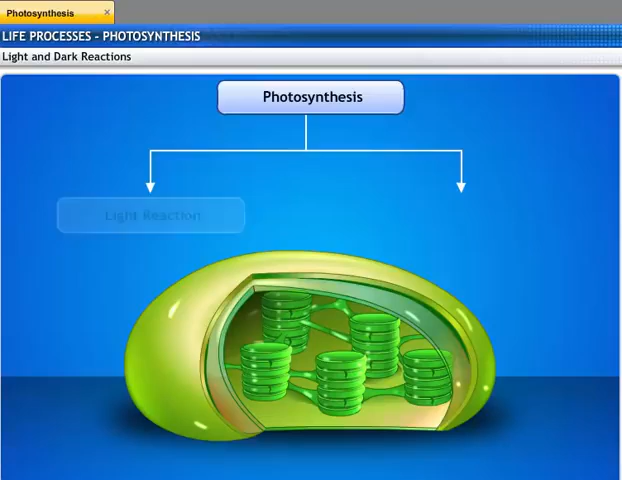 Photosynthesis
LIFE PROCESSES - PHOTOSYNTHESIS
Light and Dark Reactions
Photosynthesis
Light Reaction